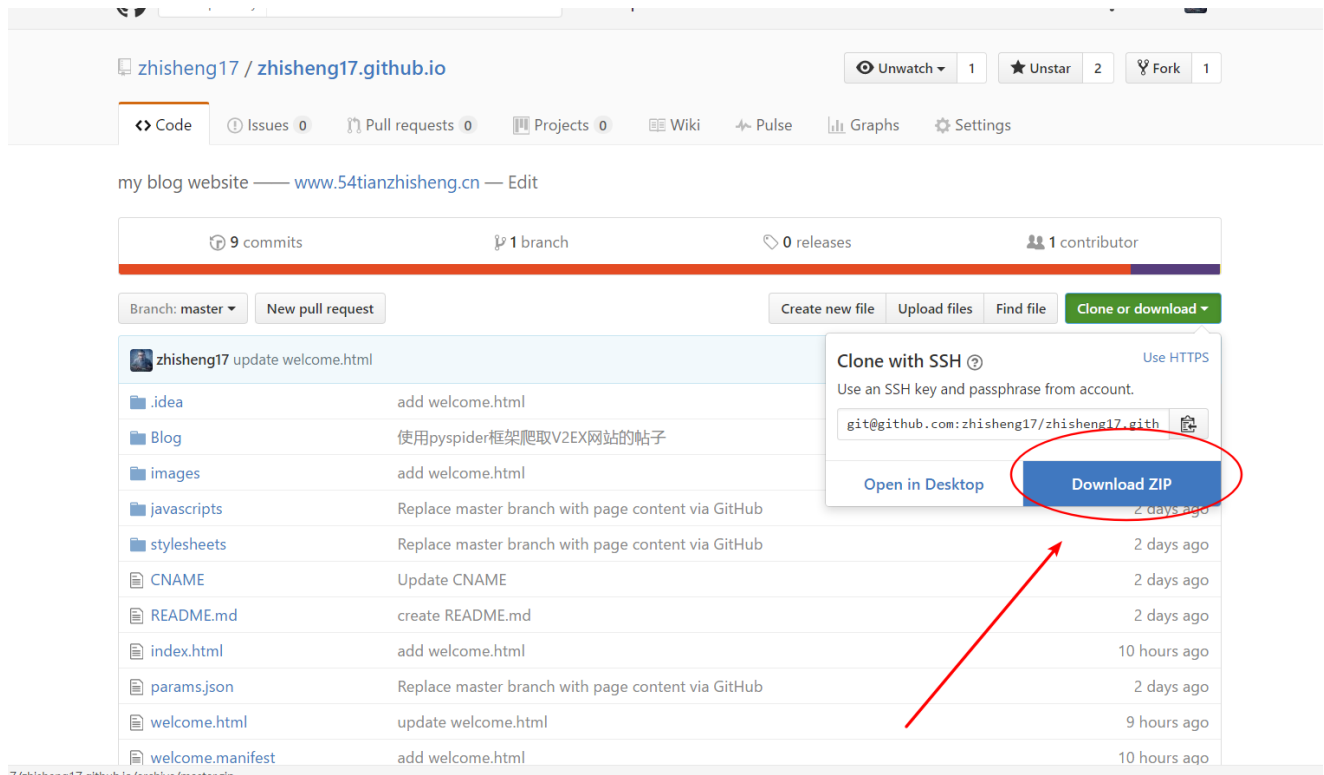 zhisheng17 / zhisheng17.github.io
Unwatch 1 Unstar 2 Fork 1
Code Issues 0 Pull requests 0 Projects 0 Wiki Pulse Graphs Settings
my blog website —— www.54tianzhisheng.cn — Edit
9 commits 1 branch 0 releases 1 contributor
Branch: master New pull request Create new file Upload files Find file Clone or download
zhisheng17 update welcome.html
Clone with SSH Use HTTPS
Use an SSH key and passphrase from account.
git@github.com:zhisheng17/zhisheng17.gith
Open in Desktop Download ZIP
.idea add welcome.html
Blog 使用pyspider框架爬取V2EX网站的帖子
images add welcome.html
javascripts Replace master branch with page content via GitHub 2 days ago
stylesheets Replace master branch with page content via GitHub 2 days ago
CNAME Update CNAME 2 days ago
README.md create README.md 2 days ago
index.html add welcome.html 10 hours ago
params.json Replace master branch with page content via GitHub 2 days ago
welcome.html update welcome.html 9 hours ago
welcome.manifest add welcome.html 10 hours ago